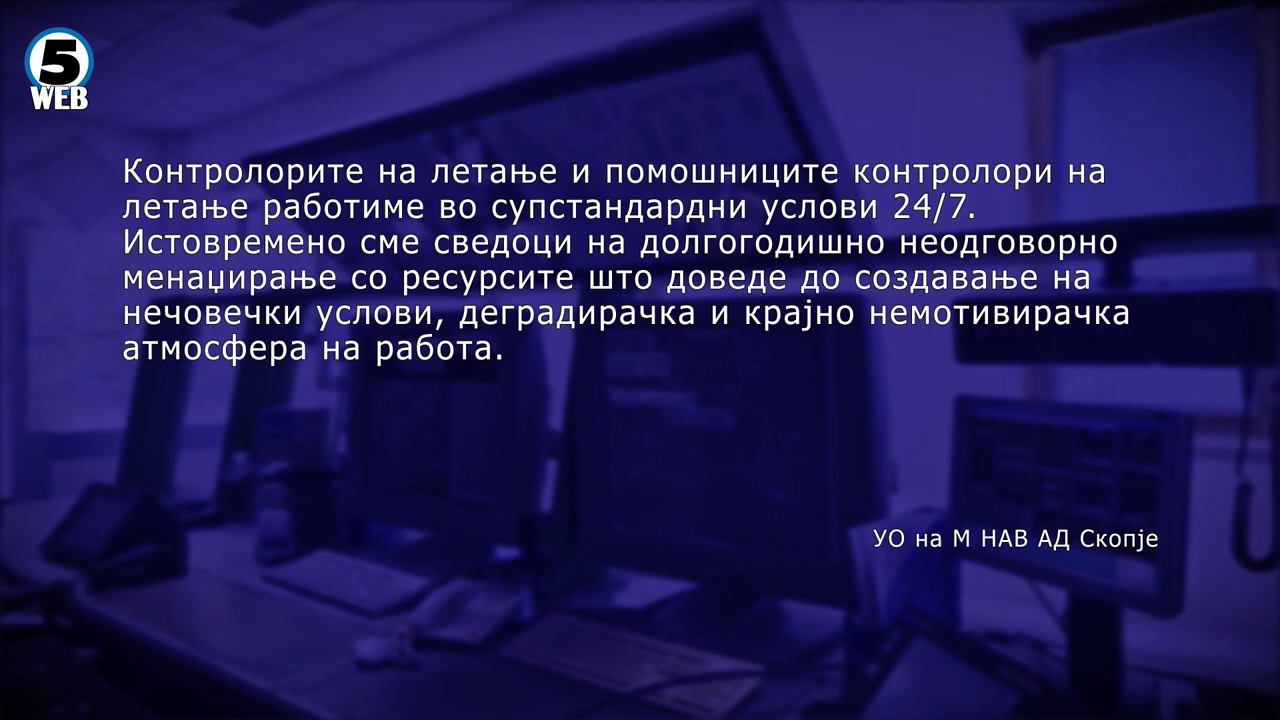 5
WEB
Контролорите на летање и помошниците контролори на
летање работиме во супстандардни услови 24/7.
Истовремено сме сведоци на долгогодишно неодговорно
менаџирање со ресурсите што доведе до создавање на
нечовечки услови, деградирачка и крајно немотивирачка
атмосфера на работа.
УО на М НАВ АД Скопје